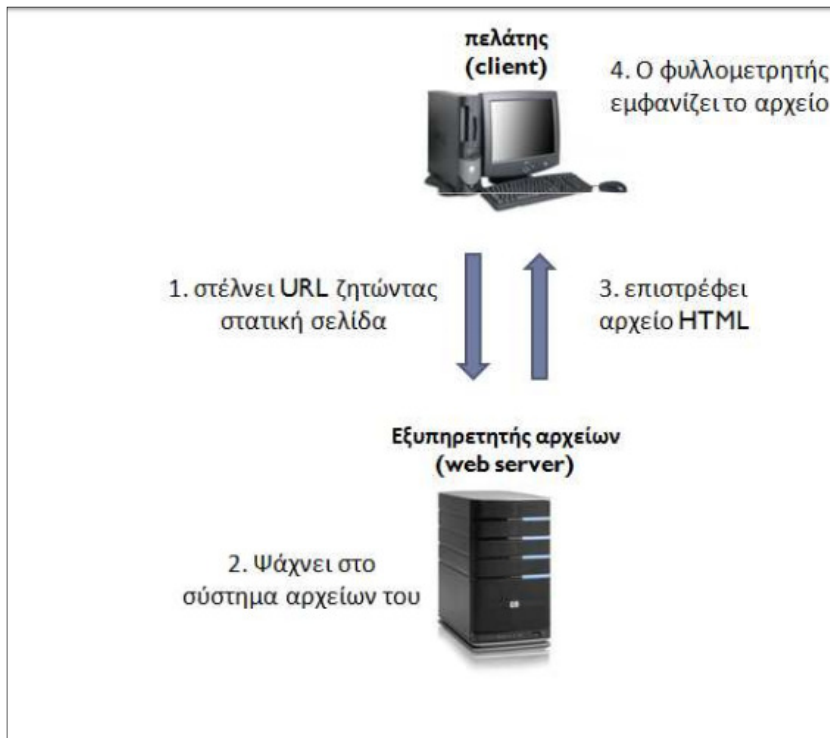 πελάτης
(client)
4. Ο φυλλομετρητής
εμφανίζει το αρχείο
1. στέλνει URL ζητώντας
στατική σελίδα
3. επιστρέφει
αρχείο HTML
Εξυπηρετητής αρχείων
(web server)
2. Ψάχνει στο
σύστημα αρχείων του